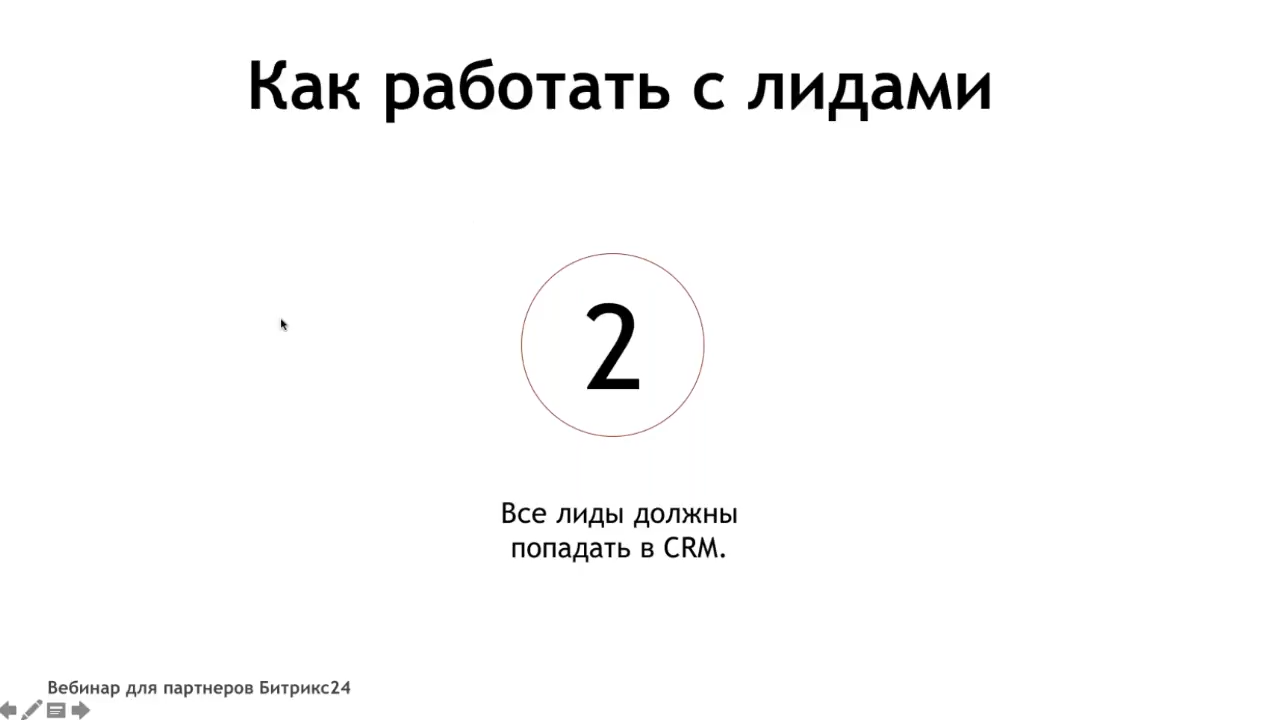 Как работать с лидами
2
Все лиды должны
попадать в CRM.
Вебинар для партнеров Битрикс24